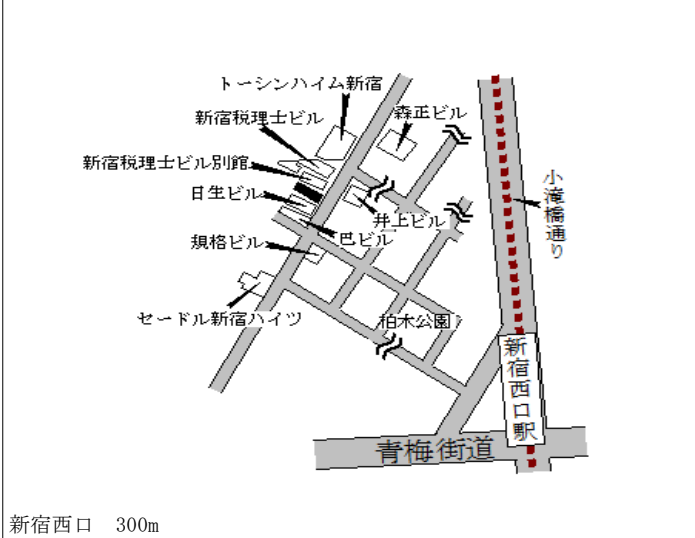 トーシンハイム新宿
新宿税理士ビル
森正ビル
新宿税理士ビル別館
日生ビル
井上ビル
巴ビル
規格ビル
小滝橋通り
セードル新宿ハイツ
柏木公園
新宿西口駅
青梅街道
新宿西口　300m